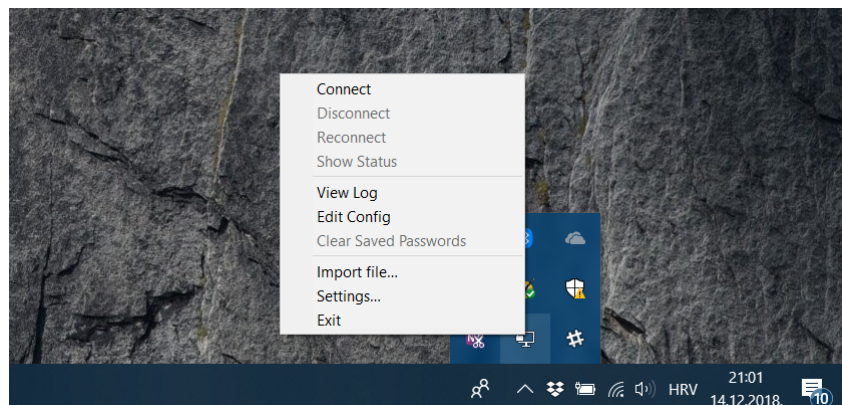 Connect
Disconnect
Reconnect
Show Status
View Log
Edit Config
Clear Saved Passwords
Import file...
Settings...
Exit
HRV
21:01
14.12.2018.
10